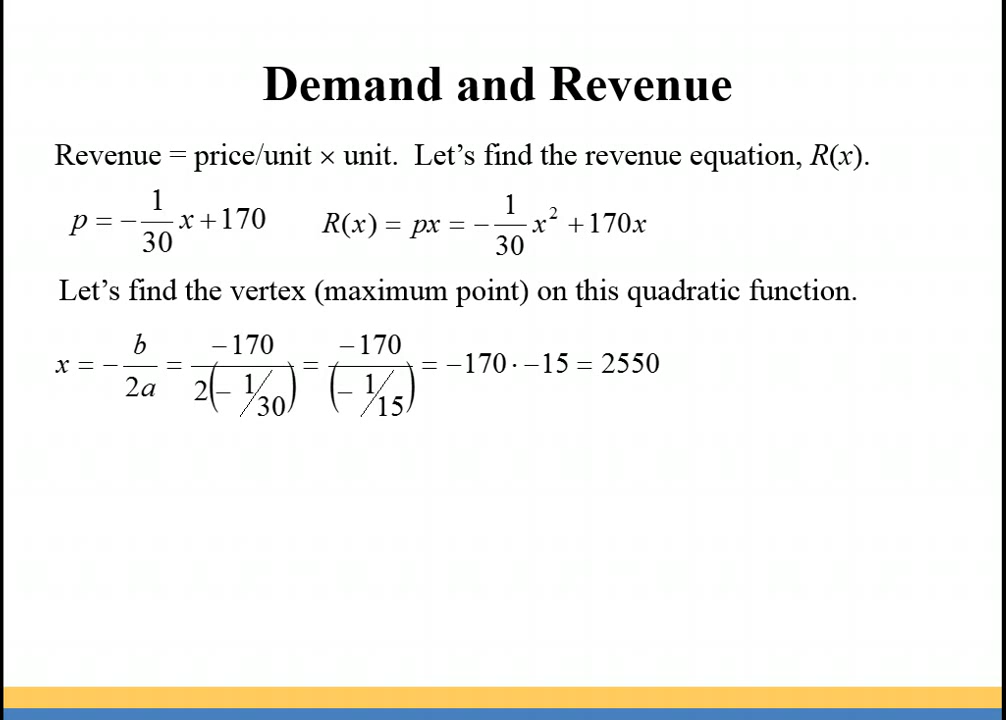 Demand and Revenue
Revenue = price/unit × unit.  Let’s find the revenue equation, R(x).
p = −1/30 x + 170    R(x) = px = −1/30 x² + 170x
Let’s find the vertex (maximum point) on this quadratic function.
x = −b/2a = −170/2(−1/30) = −170/(−1/15) = −170 · −15 = 2550